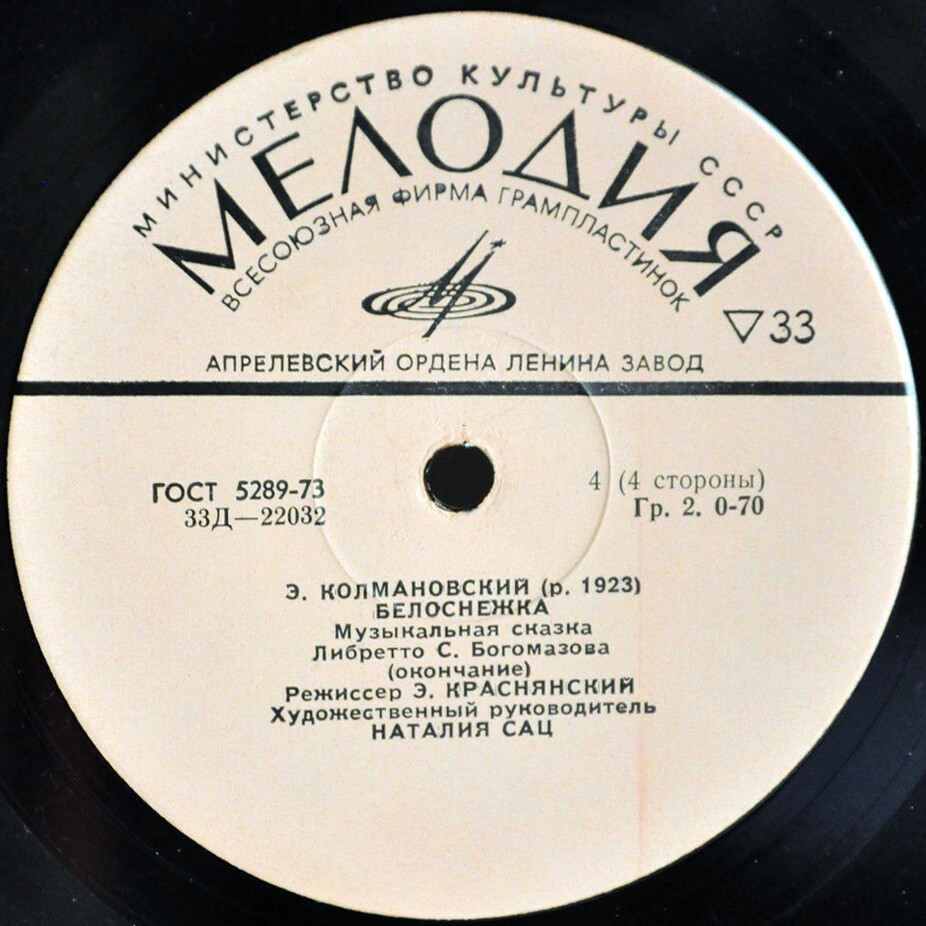 МИНИСТЕРСТВО КУЛЬТУРЫ СССР
МЕЛОДИЯ
ВСЕСОЮЗНАЯ ФИРМА ГРАМПЛАСТИНОК
▽33
АПРЕЛЕВСКИЙ ОРДЕНА ЛЕНИНА ЗАВОД
ГОСТ 5289-73
33Д—22032
4 (4 стороны)
Гр. 2. 0-70
Э. КОЛМАНОВСКИЙ (р. 1923)
БЕЛОСНЕЖКА
Музыкальная сказка
Либретто С. Богомазова
(окончание)
Режиссер Э. КРАСНЯНСКИЙ
Художественный руководитель
НАТАЛИЯ САЦ